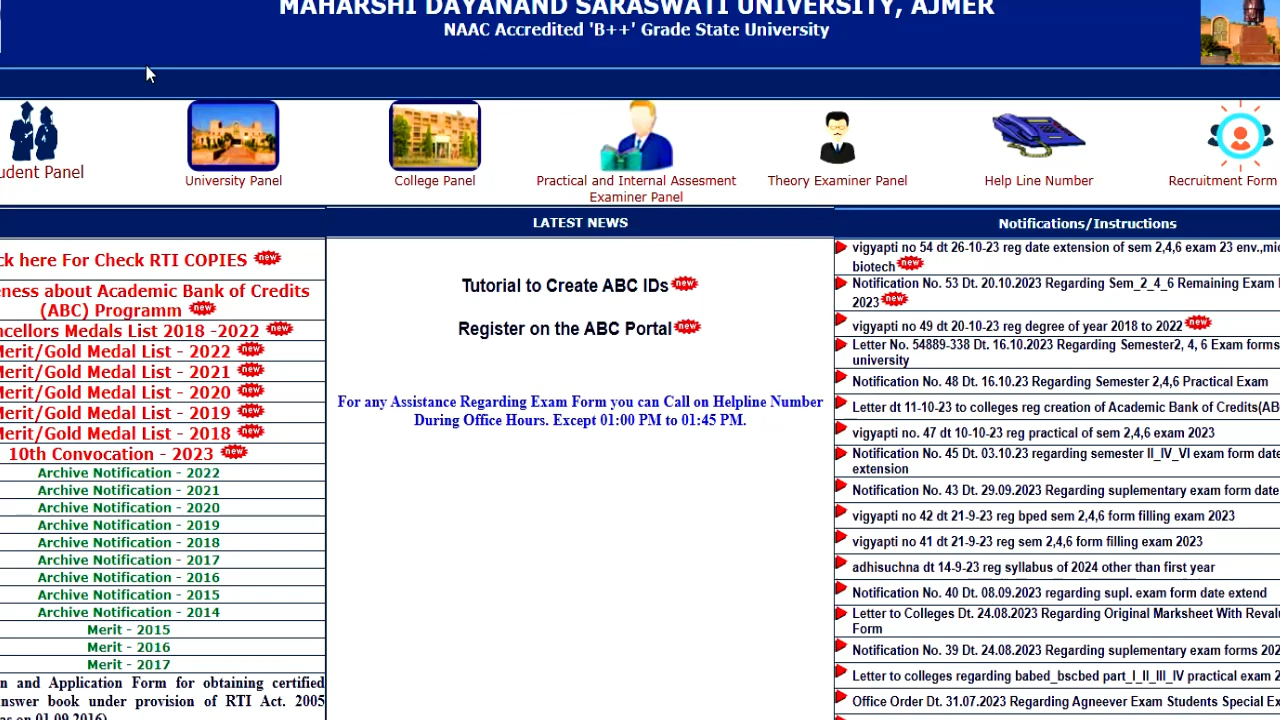 MAHARSHI DAYANAND SARASWATI UNIVERSITY, AJMER
NAAC Accredited 'B++' Grade State University
Panel
University Panel
College Panel
Practical and Internal Assesment
Examiner Panel
Theory Examiner Panel
Help Line Number
Recruitment Form
here For Check RTI COPIES new
about Academic Bank of Credits
(ABC) Programm new
Medals List 2018 -2022 new
Merit/Gold Medal List - 2022 new
Merit/Gold Medal List - 2021 new
Merit/Gold Medal List - 2020 new
Merit/Gold Medal List - 2019 new
Merit/Gold Medal List - 2018 new
10th Convocation - 2023 new
Archive Notification - 2022
Archive Notification - 2021
Archive Notification - 2020
Archive Notification - 2019
Archive Notification - 2018
Archive Notification - 2017
Archive Notification - 2016
Archive Notification - 2015
Archive Notification - 2014
Merit - 2015
Merit - 2016
Merit - 2017
and Application Form for obtaining certified
book under provision of RTI Act. 2005
on 01.09.2016)
LATEST NEWS
Tutorial to Create ABC IDs new
Register on the ABC Portal new
For any Assistance Regarding Exam Form you can Call on Helpline Number
During Office Hours. Except 01:00 PM to 01:45 PM.
Notifications/Instructions
vigyapti no 54 dt 26-10-23 reg date extension of sem 2,4,6 exam 23 env.,
biotech new
Notification No. 53 Dt. 20.10.2023 Regarding Sem_2_4_6 Remaining Exam
2023 new
vigyapti no 49 dt 20-10-23 reg degree of year 2018 to 2022 new
Letter No. 54889-338 Dt. 16.10.2023 Regarding Semester2, 4, 6 Exam forms
university
Notification No. 48 Dt. 16.10.23 Regarding Semester 2,4,6 Practical Exam
Letter dt 11-10-23 to colleges reg creation of Academic Bank of Credits(AB
vigyapti no. 47 dt 10-10-23 reg practical of sem 2,4,6 exam 2023
Notification No. 45 Dt. 03.10.23 regarding semester II_IV_VI exam form date
extension
Notification No. 43 Dt. 29.09.2023 Regarding suplementary exam form date
vigyapti no 42 dt 21-9-23 reg bped sem 2,4,6 form filling exam 2023
vigyapti no 41 dt 21-9-23 reg sem 2,4,6 form filling exam 2023
adhisuchna dt 14-9-23 reg syllabus of 2024 other than first year
Notification No. 40 Dt. 08.09.2023 regarding supl. exam form date extend
Letter to Colleges Dt. 24.08.2023 Regarding Original Marksheet With
Form
Notification No. 39 Dt. 24.08.2023 Regarding suplementary exam forms
Letter to colleges regarding babed_bscbed part_I_II_III_IV practical exam
Office Order Dt. 31.07.2023 Regarding Agneever Exam Students Special